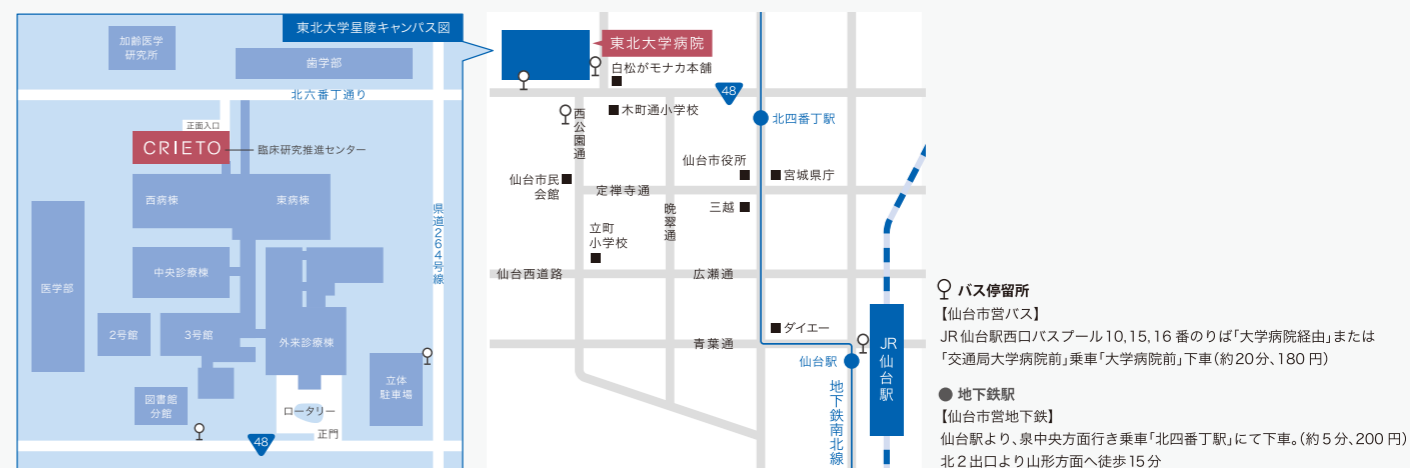 東北大学星陵キャンパス図
加齢医学
研究所
歯学部
北六番丁通り
正面入口
CRIETO
臨床研究推進センター
西病棟
東病棟
県道264号線
医学部
中央診療棟
2号館
3号館
外来診療棟
立体
駐車場
図書館
分館
ロータリー
正門
48
東北大学病院
白松がモナカ本舗
48
木町通小学校
西公園通
北四番丁駅
仙台市役所
宮城県庁
仙台市民
会館
定禅寺通
晩翠通
三越
立町
小学校
仙台西道路
広瀬通
ダイエー
青葉通
仙台駅
JR仙台駅
地下鉄南北線
バス停留所
【仙台市営バス】
JR仙台駅西口バスプール10,15,16番のりば「大学病院経由」または
「交通局大学病院前」乗車「大学病院前」下車(約20分、180円)
地下鉄駅
【仙台市営地下鉄】
仙台駅より、泉中央方面行き乗車「北四番丁駅」にて下車。(約5分、200円)
北2出口より山形方面へ徒歩15分